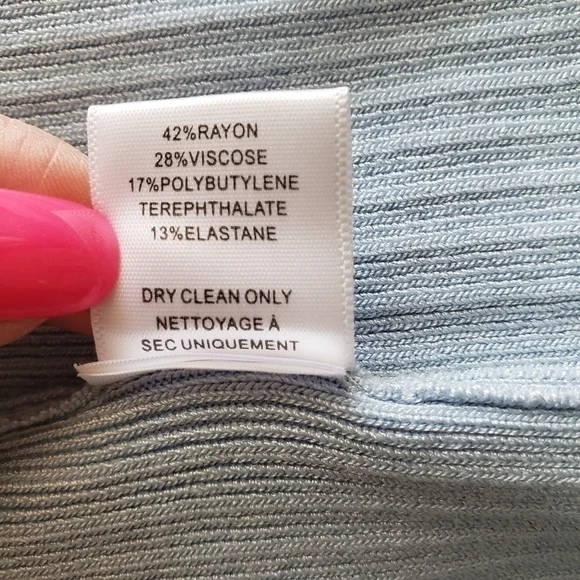 42%RAYON
28%VISCOSE
17%POLYBUTYLENE
TEREPHTHALATE
13%ELASTANE
DRY CLEAN ONLY
NETTOYAGE À
SEC UNIQUEMENT